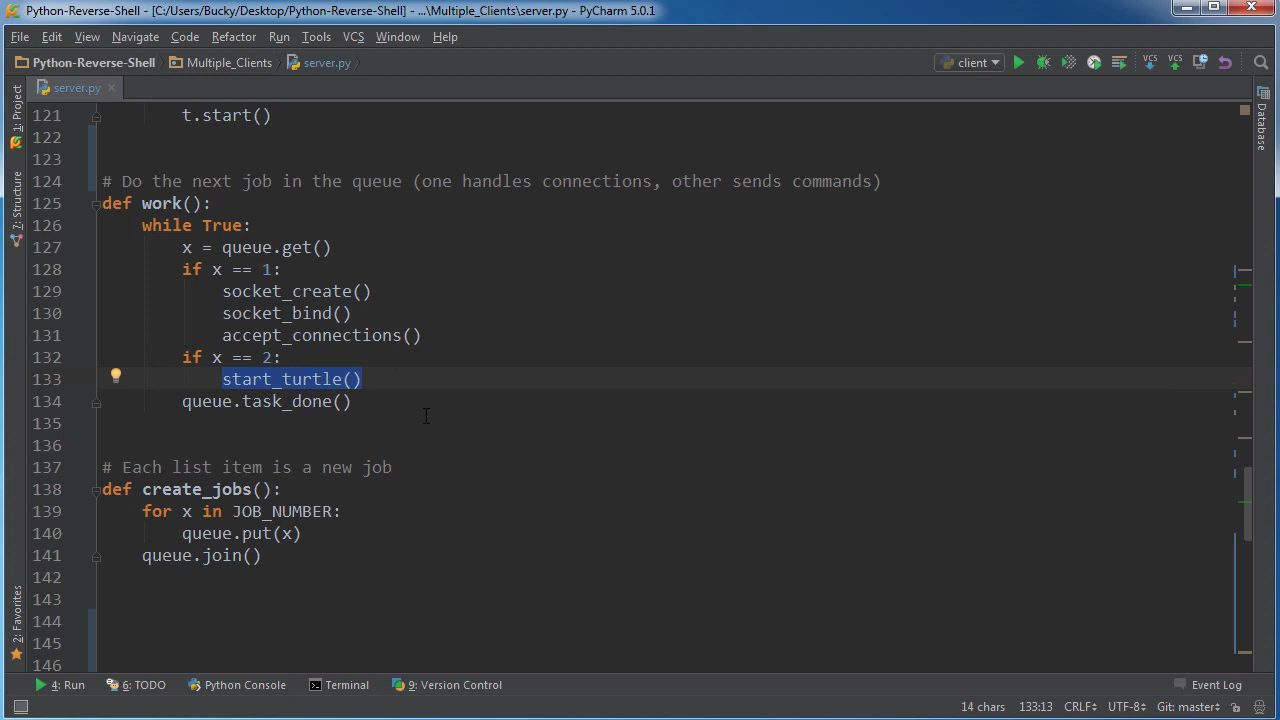 Python-Reverse-Shell - [C:/Users/Bucky/Desktop/Python-Reverse-Shell] - ...\Multiple_Clients\server.py - PyCharm 5.0.1
File Edit View Navigate Code Refactor Run Tools VCS Window Help
Python-Reverse-Shell Multiple_Clients server.py client VCS VCS
1: Project
7: Structure
2: Favorites
server.py
Database
121 t.start()
122
123
124 # Do the next job in the queue (one handles connections, other sends commands)
125 def work():
126 while True:
127 x = queue.get()
128 if x == 1:
129 socket_create()
130 socket_bind()
131 accept_connections()
132 if x == 2:
133 start_turtle()
134 queue.task_done()
135
136
137 # Each list item is a new job
138 def create_jobs():
139 for x in JOB_NUMBER:
140 queue.put(x)
141 queue.join()
142
143
144
145
146
4: Run 6: TODO Python Console Terminal 9: Version Control Event Log
14 chars 133:13 CRLF UTF-8 Git: master